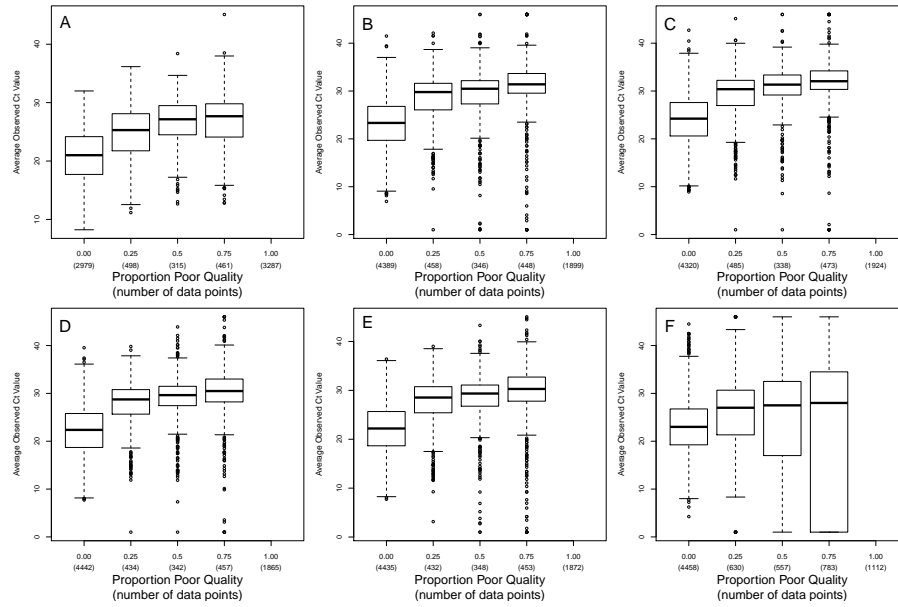 A
Average Observed Ct Value
40
30
20
10
0.00 0.25 0.5 0.75 1.00
(2979) (498) (315) (461) (3287)
Proportion Poor Quality
(number of data points)
B
Average Observed Ct Value
40
30
20
10
0
0.00 0.25 0.5 0.75 1.00
(4389) (458) (346) (448) (1899)
Proportion Poor Quality
(number of data points)
C
Average Observed Ct Value
40
30
20
10
0
0.00 0.25 0.5 0.75 1.00
(4320) (485) (338) (473) (1924)
Proportion Poor Quality
(number of data points)
D
Average Observed Ct Value
40
30
20
10
0
0.00 0.25 0.5 0.75 1.00
(4442) (434) (342) (457) (1865)
Proportion Poor Quality
(number of data points)
E
Average Observed Ct Value
40
30
20
10
0
0.00 0.25 0.5 0.75 1.00
(4435) (432) (348) (453) (1872)
Proportion Poor Quality
(number of data points)
F
Average Observed Ct Value
40
30
20
10
0
0.00 0.25 0.5 0.75 1.00
(4458) (630) (557) (783) (1112)
Proportion Poor Quality
(number of data points)